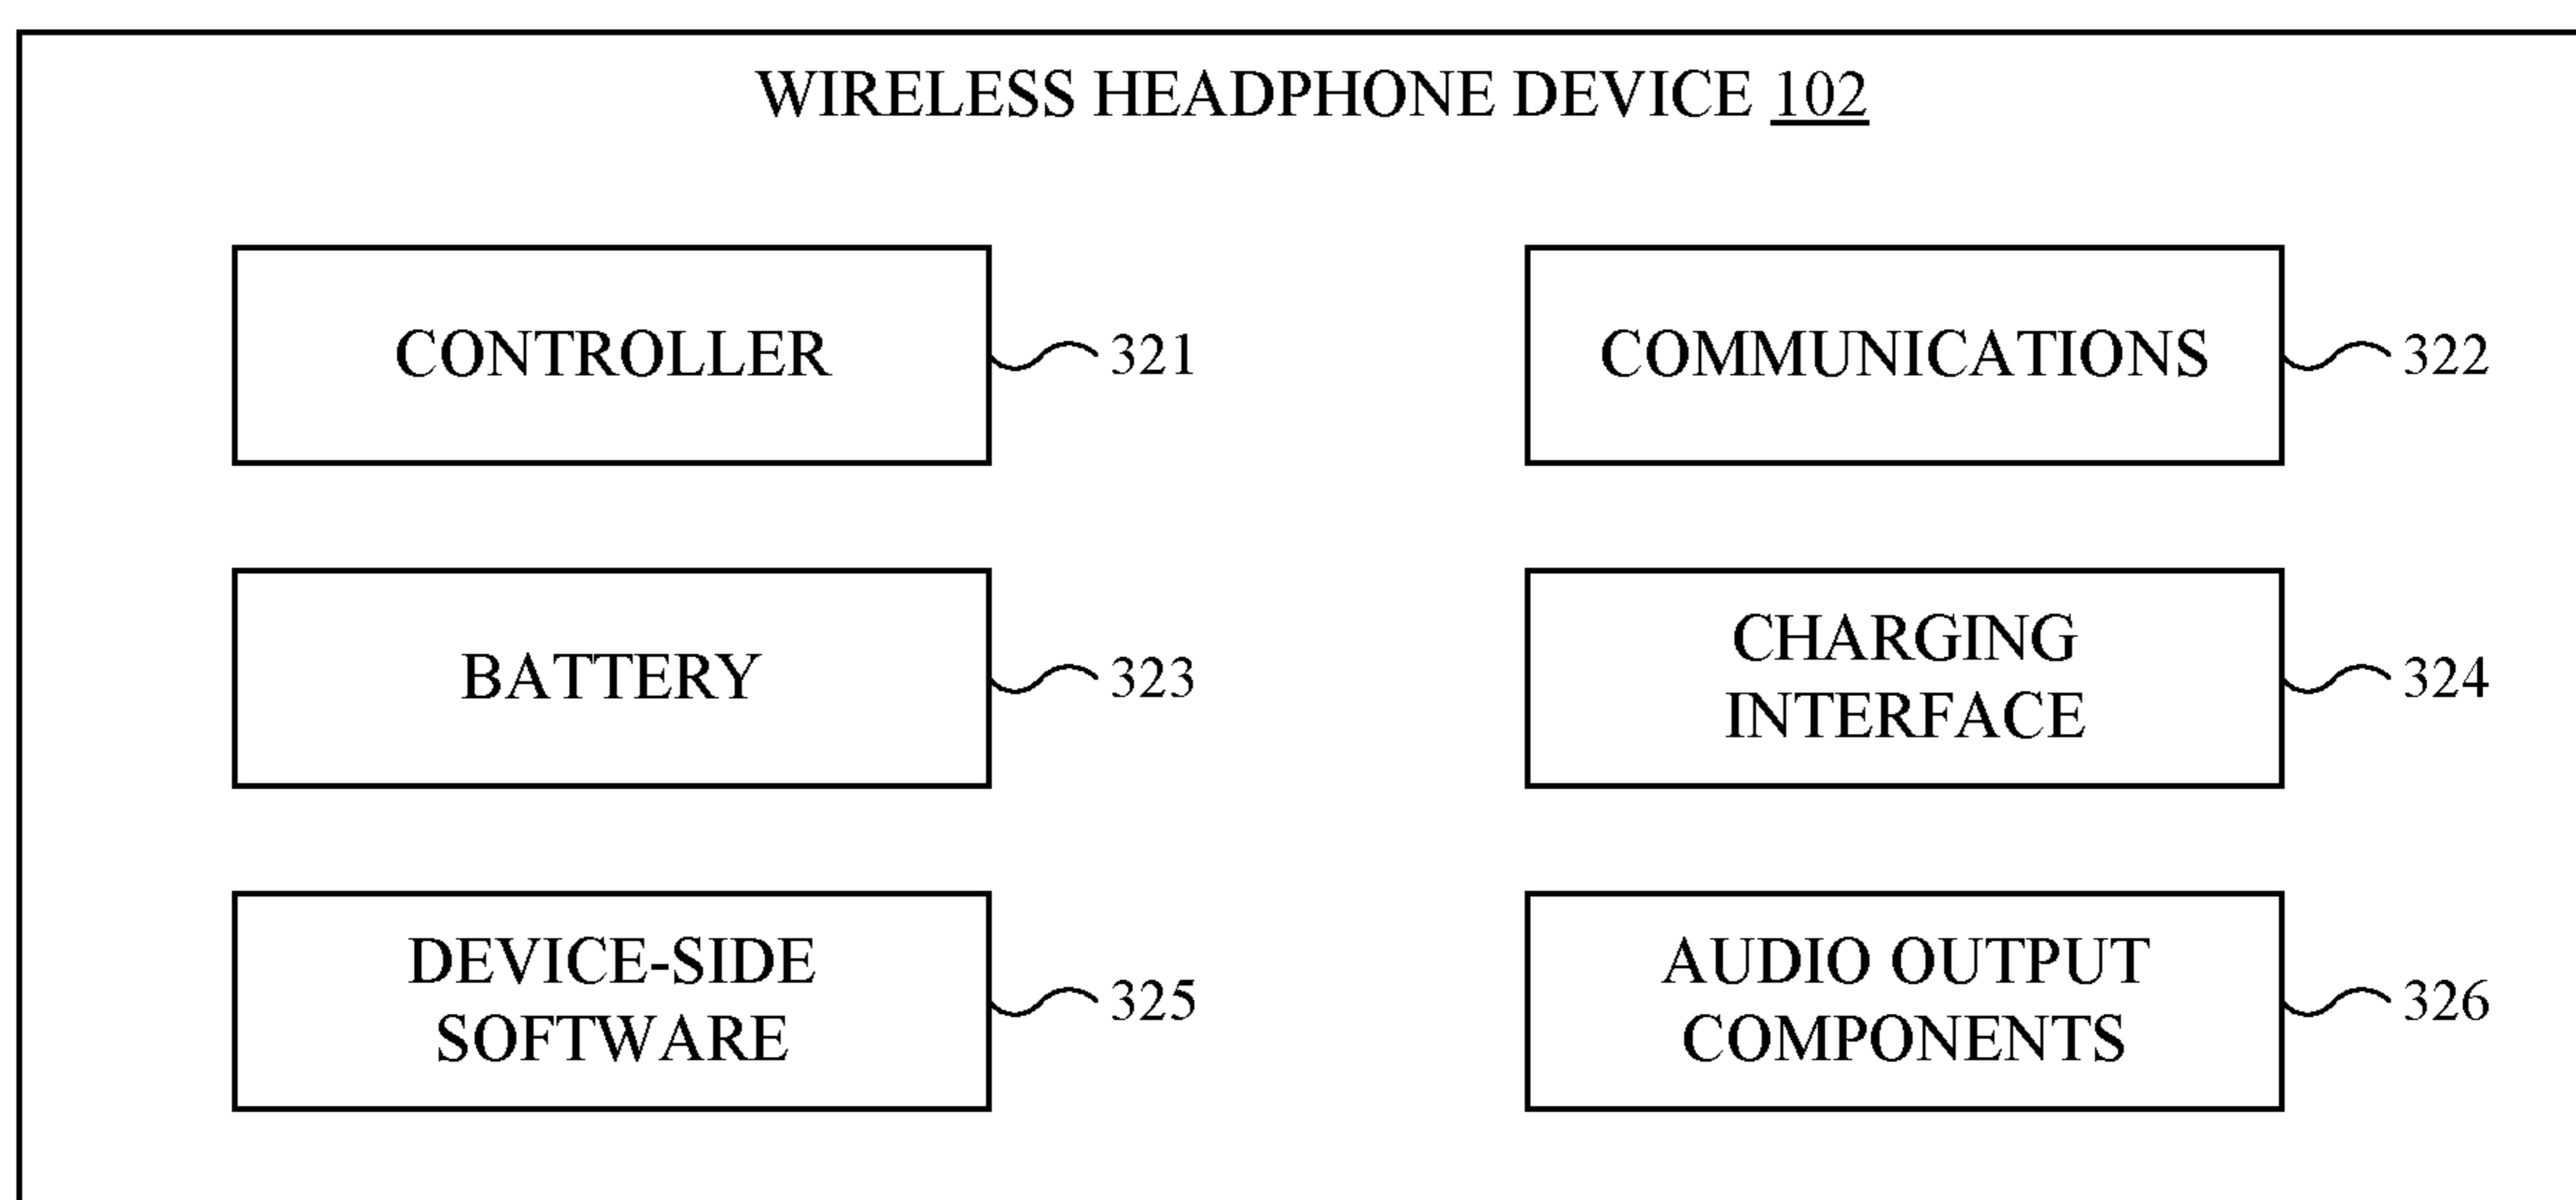 WIRELESS HEADPHONE DEVICE 102
CONTROLLER
321
COMMUNICATIONS
322
BATTERY
323
CHARGING
INTERFACE
324
DEVICE-SIDE
SOFTWARE
325
AUDIO OUTPUT
COMPONENTS
326